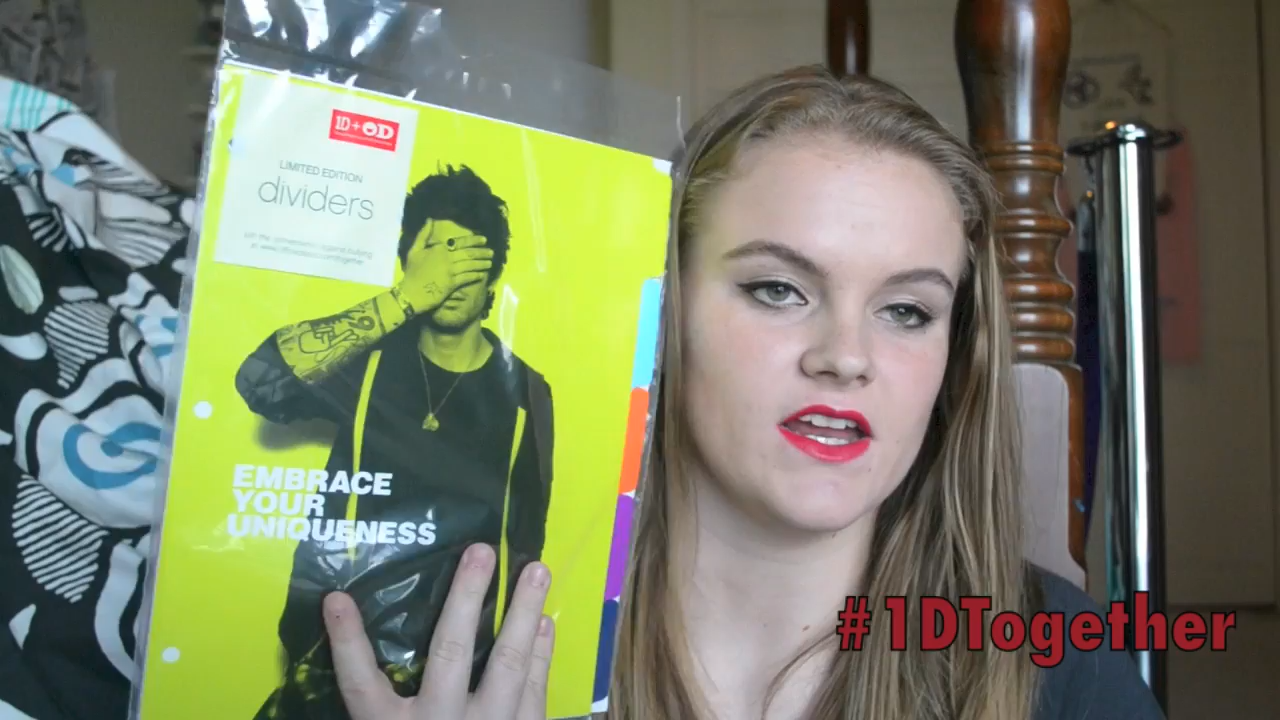 1D+OD
LIMITED EDITION
dividers
EMBRACE
YOUR
UNIQUENESS
#1DTogether